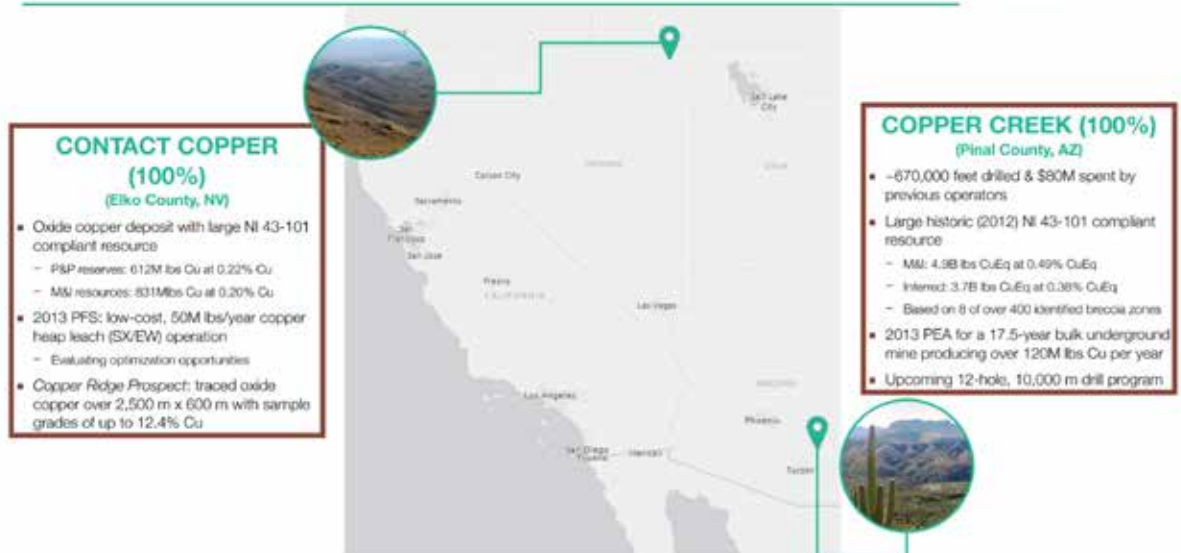 CONTACT COPPER
(100%)
(Elko County, NV)
▪ Oxide copper deposit with large NI 43-101
compliant resource
– P&P reserves: 612M lbs Cu at 0.22% Cu
– M&I resources: 831Mlbs Cu at 0.20% Cu
▪ 2013 PFS: low-cost, 50M lbs/year copper
heap leach (SX/EW) operation
– Evaluating optimization opportunities
▪ Copper Ridge Prospect: traced oxide
copper over 2,500 m x 600 m with sample
grades of up to 12.4% Cu
Salt Lake
City
Carson City
Sacramento
San
Francisco
San Jose
Fresno
CALIFORNIA
Las Vegas
Los Angeles
Phoenix
San Diego
Tijuana
Mexicali
Tucson
COPPER CREEK (100%)
(Pinal County, AZ)
▪ ~670,000 feet drilled & $80M spent by
previous operators
▪ Large historic (2012) NI 43-101 compliant
resource
– M&I: 4.9B lbs CuEq at 0.49% CuEq
– Inferred: 3.7B lbs CuEq at 0.38% CuEq
– Based on 8 of over 400 identified breccia zones
▪ 2013 PEA for a 17.5-year bulk underground
mine producing over 120M lbs Cu per year
▪ Upcoming 12-hole, 10,000 m drill program